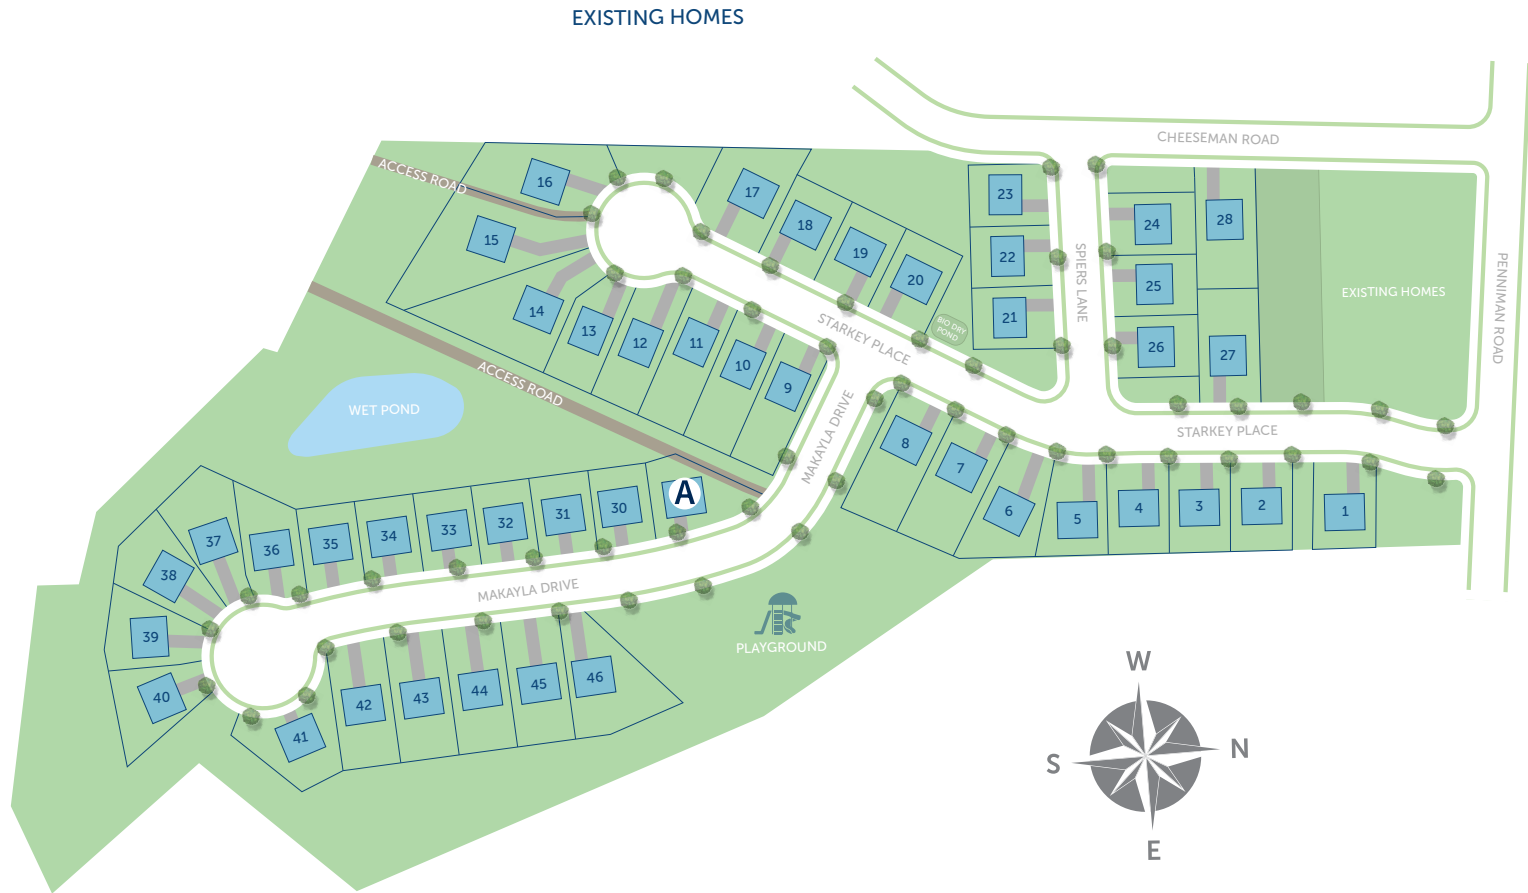 EXISTING HOMES
CHEESEMAN ROAD
ACCESS ROAD
16
17
23
15
18
24
28
SPIERS LANE
19
22
PENNIMAN ROAD
20
25
EXISTING HOMES
14
13
12
11
10
9
STARKEY PLACE
BIO DRY
POND
21
26
27
ACCESS ROAD
WET POND
MAKAYLA DRIVE
STARKEY PLACE
8
7
6
5
4
3
2
1
A
30
31
32
33
34
35
36
37
38
39
40
MAKAYLA DRIVE
41
42
43
44
45
46
PLAYGROUND
W
S
N
E